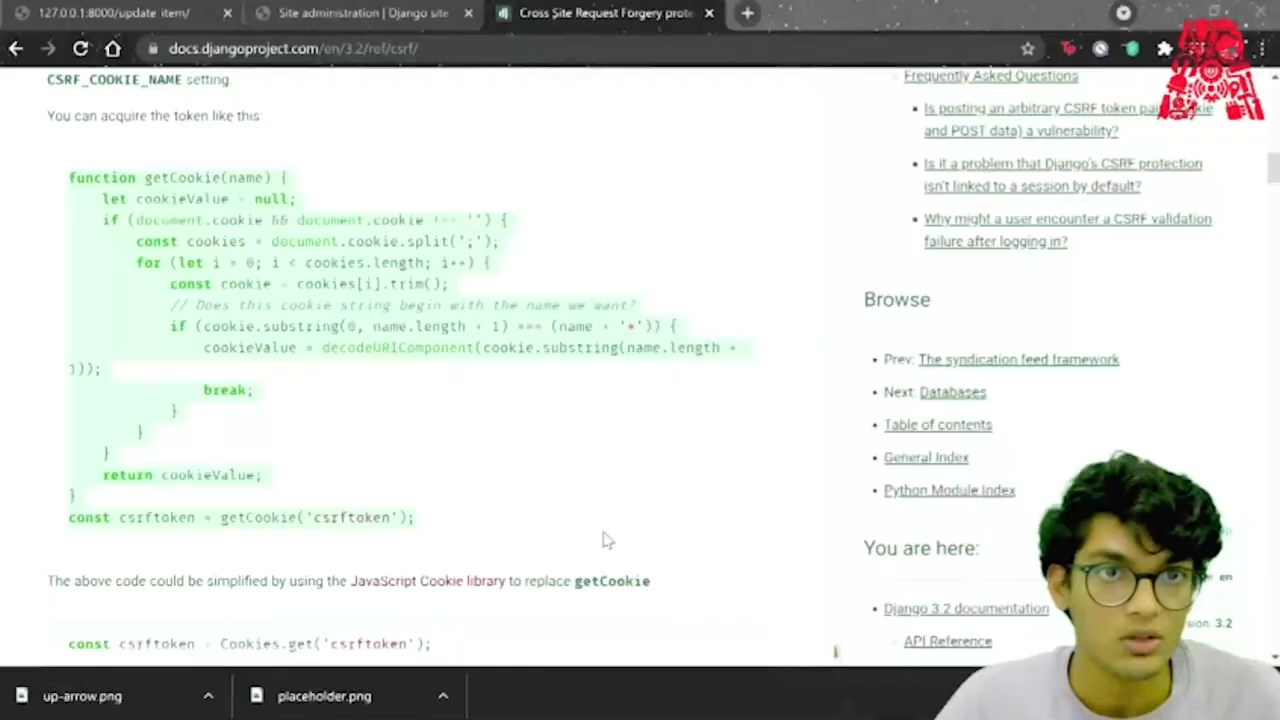 127.0.0.1:8000/update_item/
Site administration | Django site
Cross Site Request Forgery prote
docs.djangoproject.com/en/3.2/ref/csrf/
CSRF_COOKIE_NAME setting.
You can acquire the token like this:
function getCookie(name) {
let cookieValue = null;
if (document.cookie && document.cookie !== '') {
const cookies = document.cookie.split(';');
for (let i = 0; i < cookies.length; i++) {
const cookie = cookies[i].trim();
// Does this cookie string begin with the name we want?
if (cookie.substring(0, name.length + 1) === (name + '=')) {
cookieValue = decodeURIComponent(cookie.substring(name.length +
1));
break;
}
}
}
return cookieValue;
}
const csrftoken = getCookie('csrftoken');
The above code could be simplified by using the JavaScript Cookie library to replace getCookie
const csrftoken = Cookies.get('csrftoken');
Frequently Asked Questions
Is posting an arbitrary CSRF token
and POST data) a vulnerability?
Is it a problem that Django's CSRF protection
isn't linked to a session by default?
Why might a user encounter a CSRF validation
failure after logging in?
Browse
Prev: The syndication feed framework
Next: Databases
Table of contents
General Index
Python Module Index
You are here:
en
Django 3.2 documentation
3.2
API Reference
up-arrow.png
placeholder.png